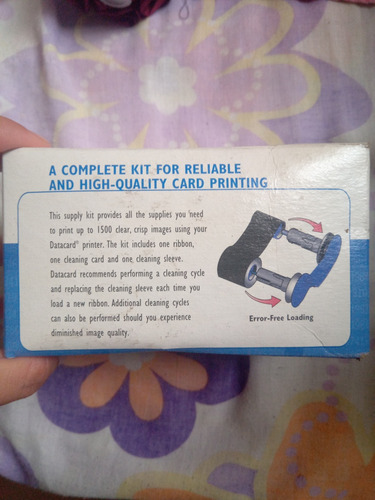 A COMPLETE KIT FOR RELIABLE
AND HIGH-QUALITY CARD PRINTING
This supply kit provides all the supplies you need
to print up to 1500 clear, crisp images using your
Datacard® printer. The kit includes one ribbon,
one cleaning card and one cleaning sleeve.
Datacard recommends performing a cleaning cycle
and replacing the cleaning sleeve each time you
load a new ribbon. Additional cleaning cycles
can also be performed should you experience
diminished image quality.
Error-Free Loading